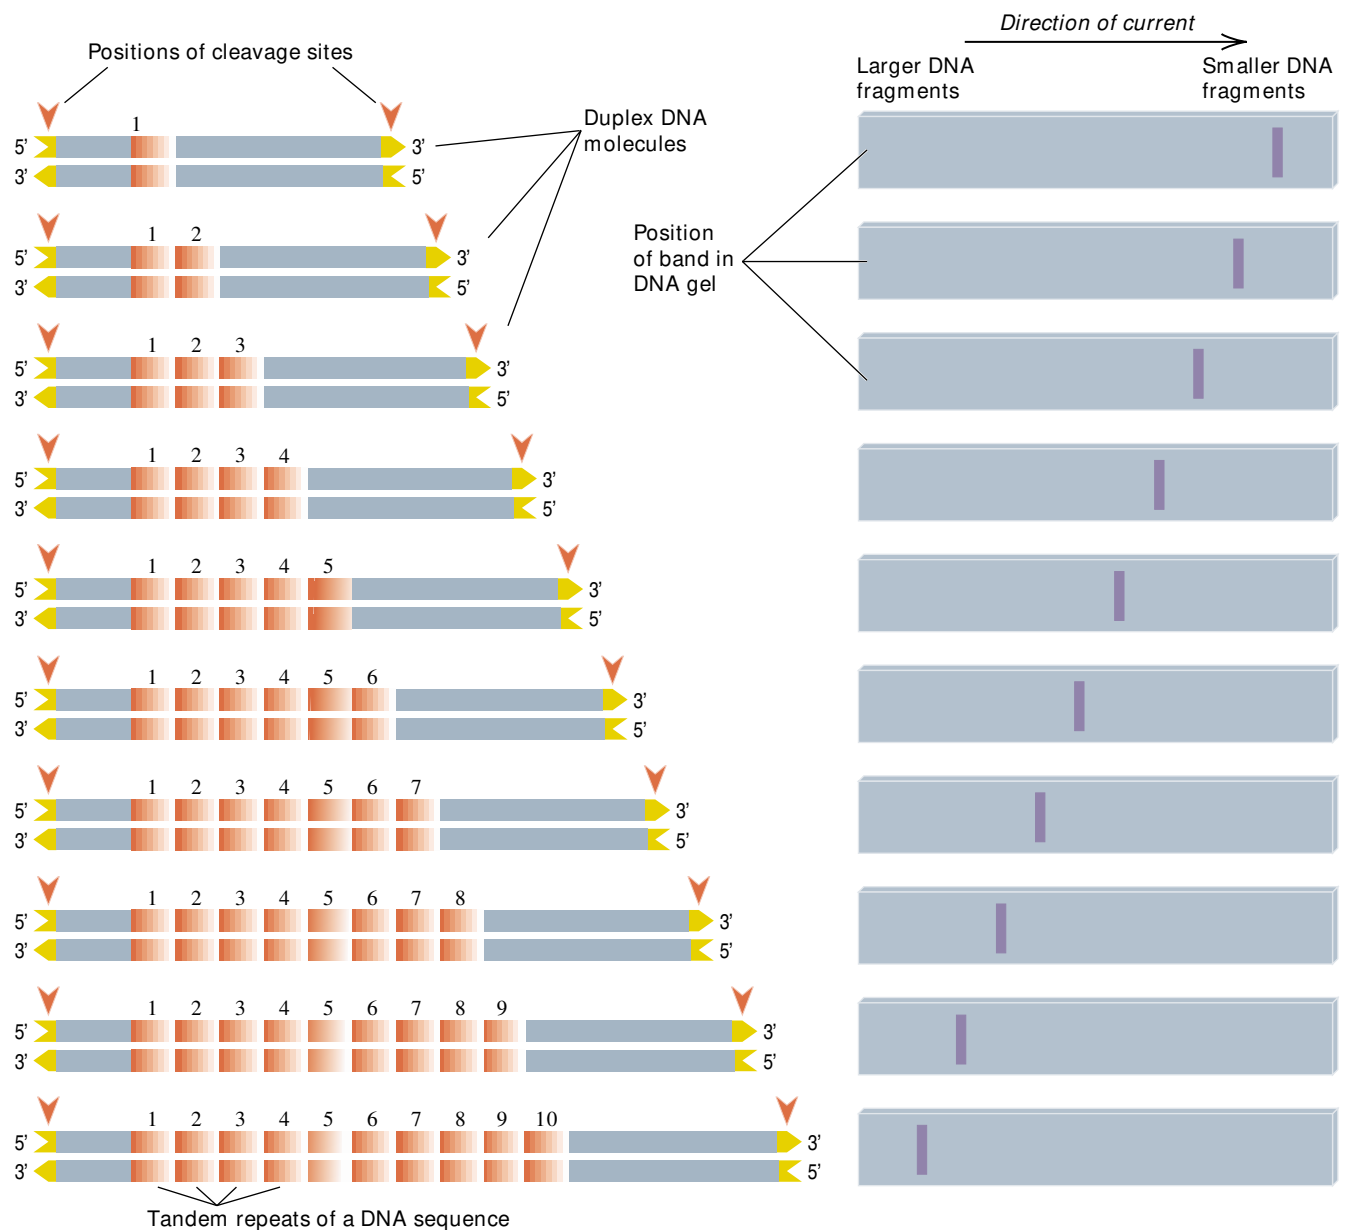 Direction of current
Positions of cleavage sites
Larger DNA
fragments
Smaller DNA
fragments
Duplex DNA
molecules
1
5’ 3’
3’ 5’
1 2
5’ 3’
3’ 5’
Position
of band in
DNA gel
1 2 3
5’ 3’
3’ 5’
1 2 3 4
5’ 3’
3’ 5’
1 2 3 4 5
5’ 3’
3’ 5’
1 2 3 4 5 6
5’ 3’
3’ 5’
1 2 3 4 5 6 7
5’ 3’
3’ 5’
1 2 3 4 5 6 7 8
5’ 3’
3’ 5’
1 2 3 4 5 6 7 8 9
5’ 3’
3’ 5’
1 2 3 4 5 6 7 8 9 10
5’ 3’
3’ 5’
Tandem repeats of a DNA sequence